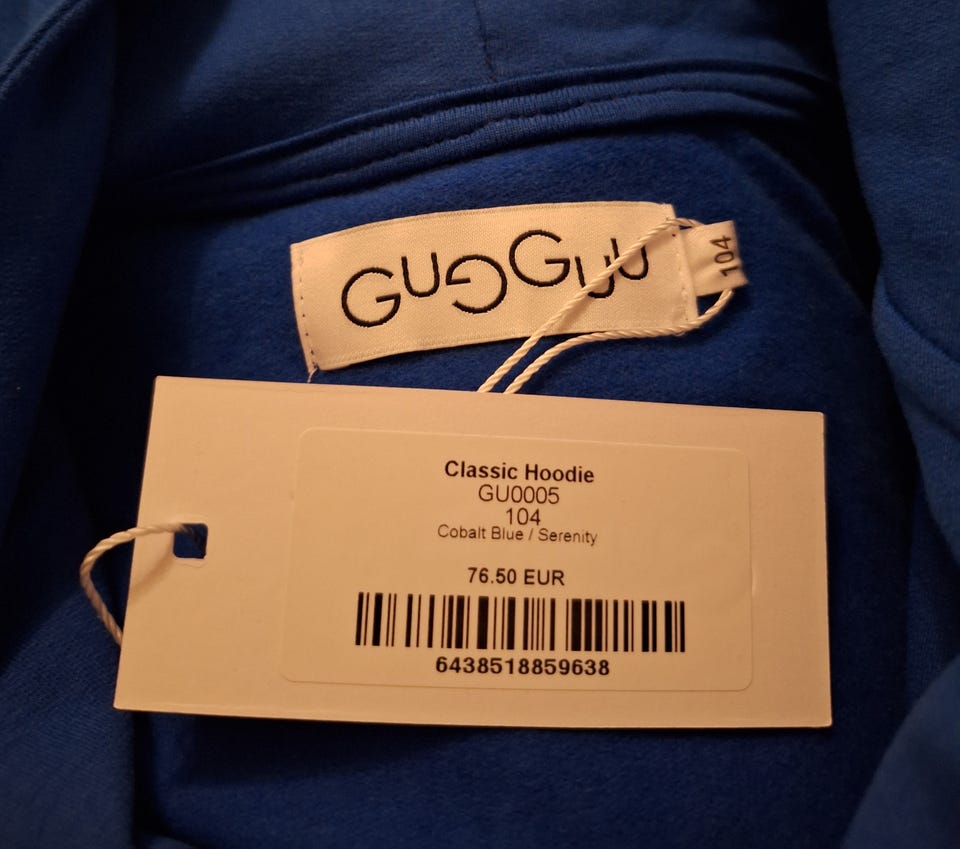 GUGGUU
104
Classic Hoodie
GU0005
104
Cobalt Blue / Serenity
76.50 EUR
6438518859638